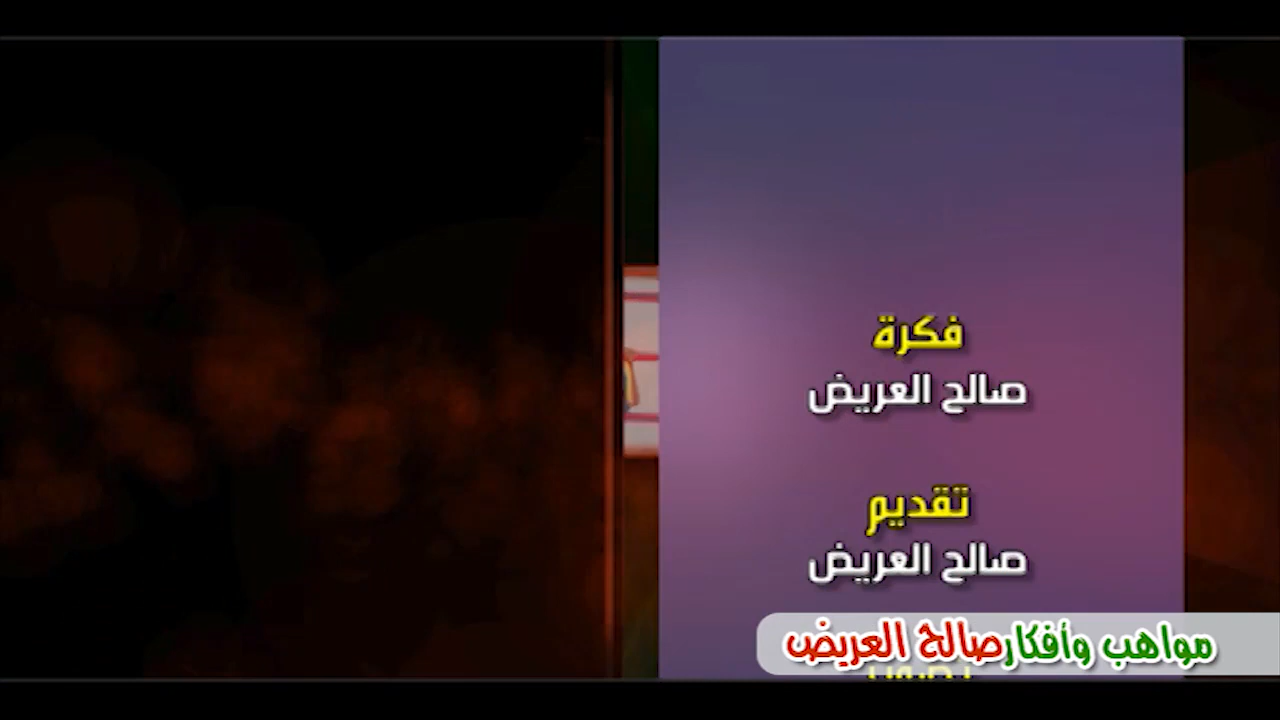 فكرة
صالح العريض
تقديم
صالح العريض
مواهب وأفكار صالح العريض